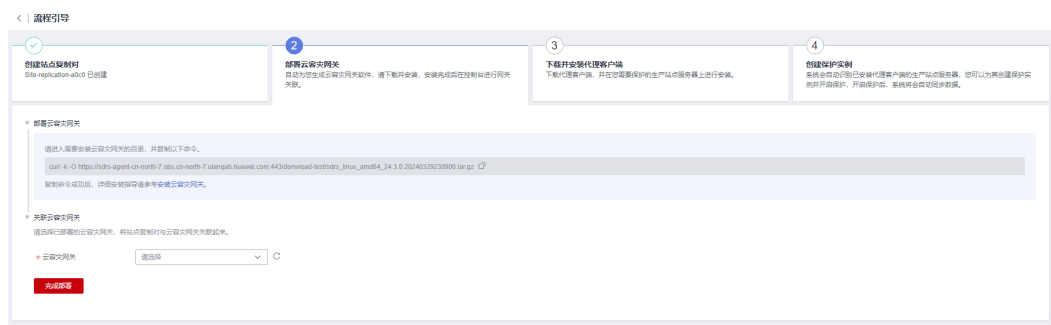 流程引导
2
3
4
创建站点复制对
Site-replication-a0c0 已创建
部署云容灾网关
自动为您生成云容灾网关软件，请下载并安装，安装完成后在控制台进行网关
关联。
下载并安装代理客户端
下载代理客户端，并在您需要保护的生产站点服务器上进行安装。
创建保护实例
系统会自动识别已安装代理客户端的生产站点服务器，您可以为其创建保护实
例并开启保护，开启保护后，系统将会自动同步数据。
部署云容灾网关
请进入需要安装云容灾网关的目录，并复制以下命令。
curl -k -O https://sdrs-agent-cn-north-7.obs.cn-north-7.ulanqab.huawei.com:443/donwload-test/sdrs_linux_amd64_24.3.0.20240329230006.tar.gz
复制命令成功后，详细安装指导请参考安装云容灾网关。
关联云容灾网关
请选择已部署的云容灾网关，将站点复制对与云容灾网关关联起来。
★ 云容灾网关
请选择
完成部署